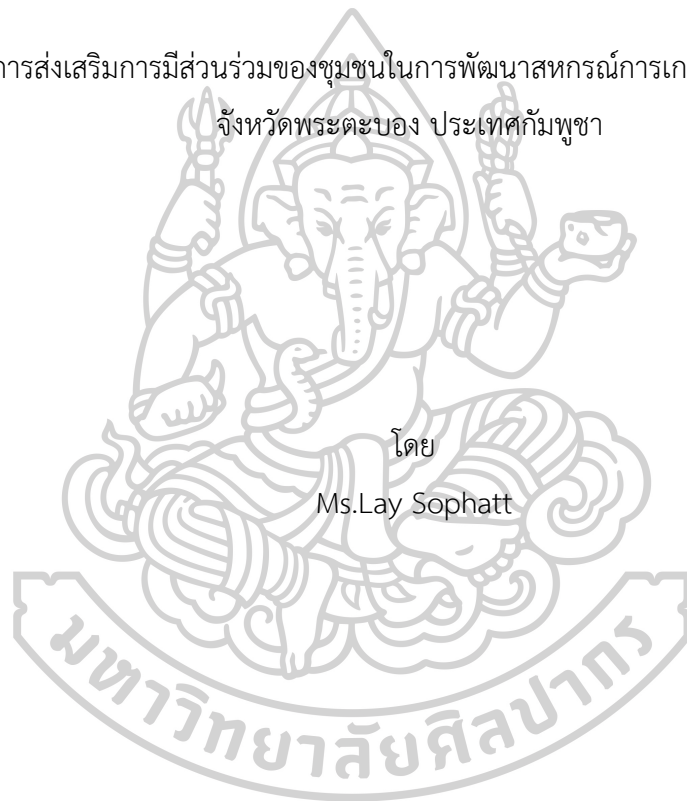 การส่งเสริมการมีส่วนร่วมของชุมชนในการพัฒนาสหกรณ์การเก
จังหวัดพระตะบอง ประเทศกัมพูชา
โดย
Ms.Lay Sophatt
มหาวิทยาลัยศิลปากร